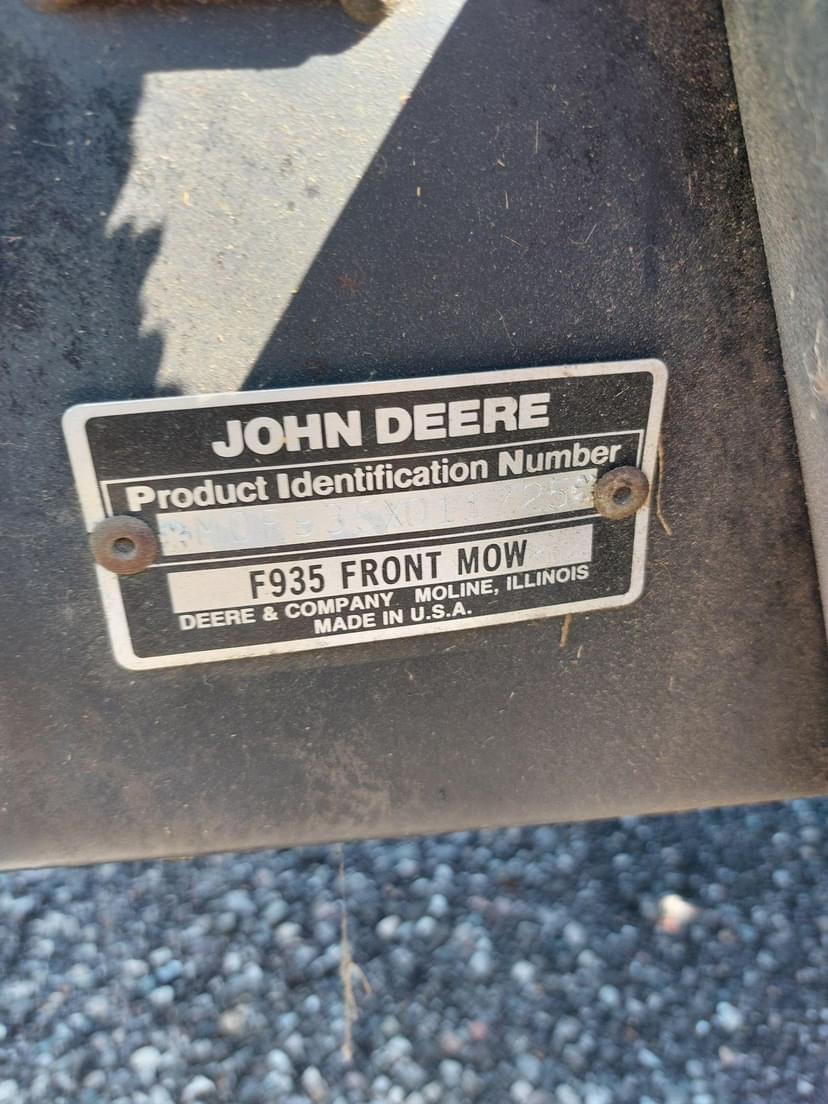 JOHN DEERE
Product Identification Number
F935 FRONT MOW
DEERE & COMPANY MOLINE, ILLINOIS
MADE IN U.S.A.